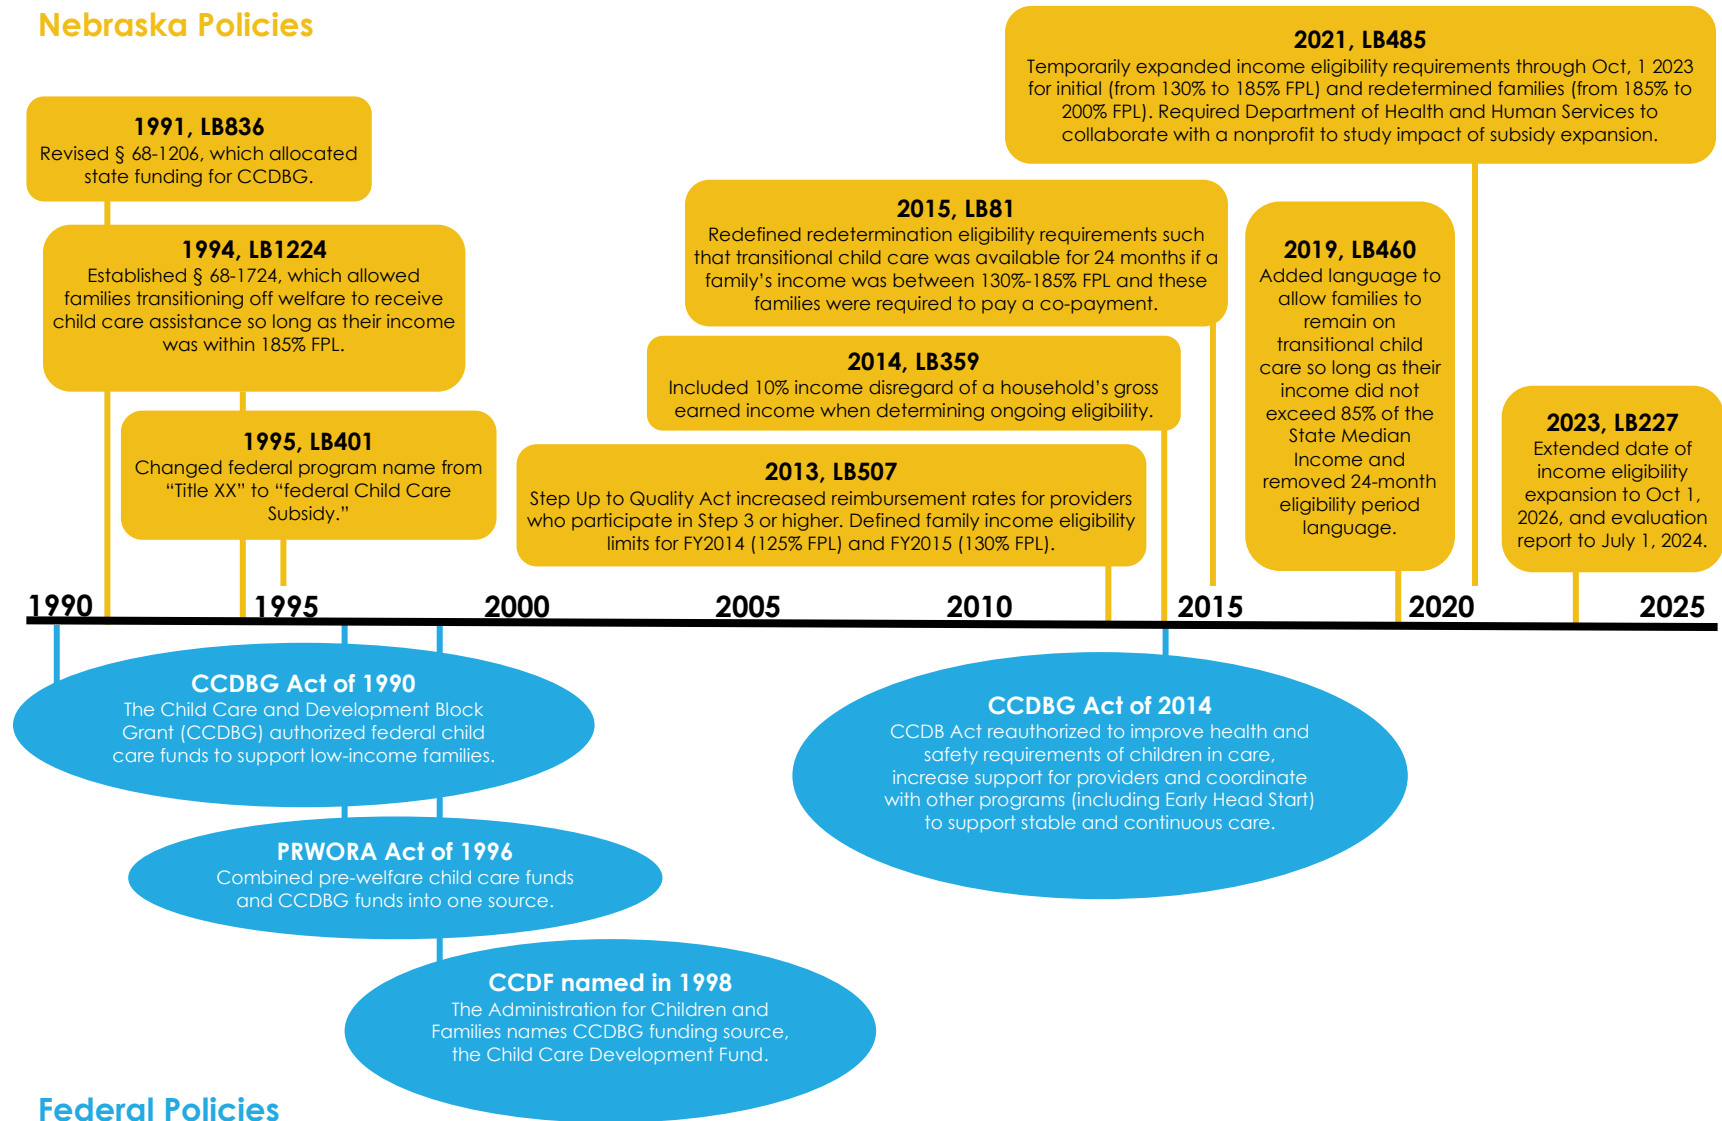 Nebraska Policies
1991, LB836
Revised § 68-1206, which allocated
state funding for CCDBG.
1994, LB1224
Established § 68-1724, which allowed
families transitioning off welfare to receive
child care assistance so long as their income
was within 185% FPL.
1995, LB401
Changed federal program name from
“Title XX” to “federal Child Care
Subsidy.”
2021, LB485
Temporarily expanded income eligibility requirements through Oct, 1 2023
for initial (from 130% to 185% FPL) and redetermined families (from 185% to
200% FPL). Required Department of Health and Human Services to
collaborate with a nonprofit to study impact of subsidy expansion.
2015, LB81
Redefined redetermination eligibility requirements such
that transitional child care was available for 24 months if a
family’s income was between 130%-185% FPL and these
families were required to pay a co-payment.
2014, LB359
Included 10% income disregard of a household’s gross
earned income when determining ongoing eligibility.
2013, LB507
Step Up to Quality Act increased reimbursement rates for providers
who participate in Step 3 or higher. Defined family income eligibility
limits for FY2014 (125% FPL) and FY2015 (130% FPL).
2019, LB460
Added language to
allow families to
remain on
transitional child
care so long as their
income did not
exceed 85% of the
State Median
Income and
removed 24-month
eligibility period
language.
2023, LB227
Extended date of
income eligibility
expansion to Oct 1,
2026, and evaluation
report to July 1, 2024.
1990 1995 2000 2005 2010 2015 2020 2025
CCDBG Act of 1990
The Child Care and Development Block
Grant (CCDBG) authorized federal child
care funds to support low-income families.
PRWORA Act of 1996
Combined pre-welfare child care funds
and CCDBG funds into one source.
CCDF named in 1998
The Administration for Children and
Families names CCDBG funding source,
the Child Care Development Fund.
CCDBG Act of 2014
CCDB Act reauthorized to improve health and
safety requirements of children in care,
increase support for providers and coordinate
with other programs (including Early Head Start)
to support stable and continuous care.
Federal Policies